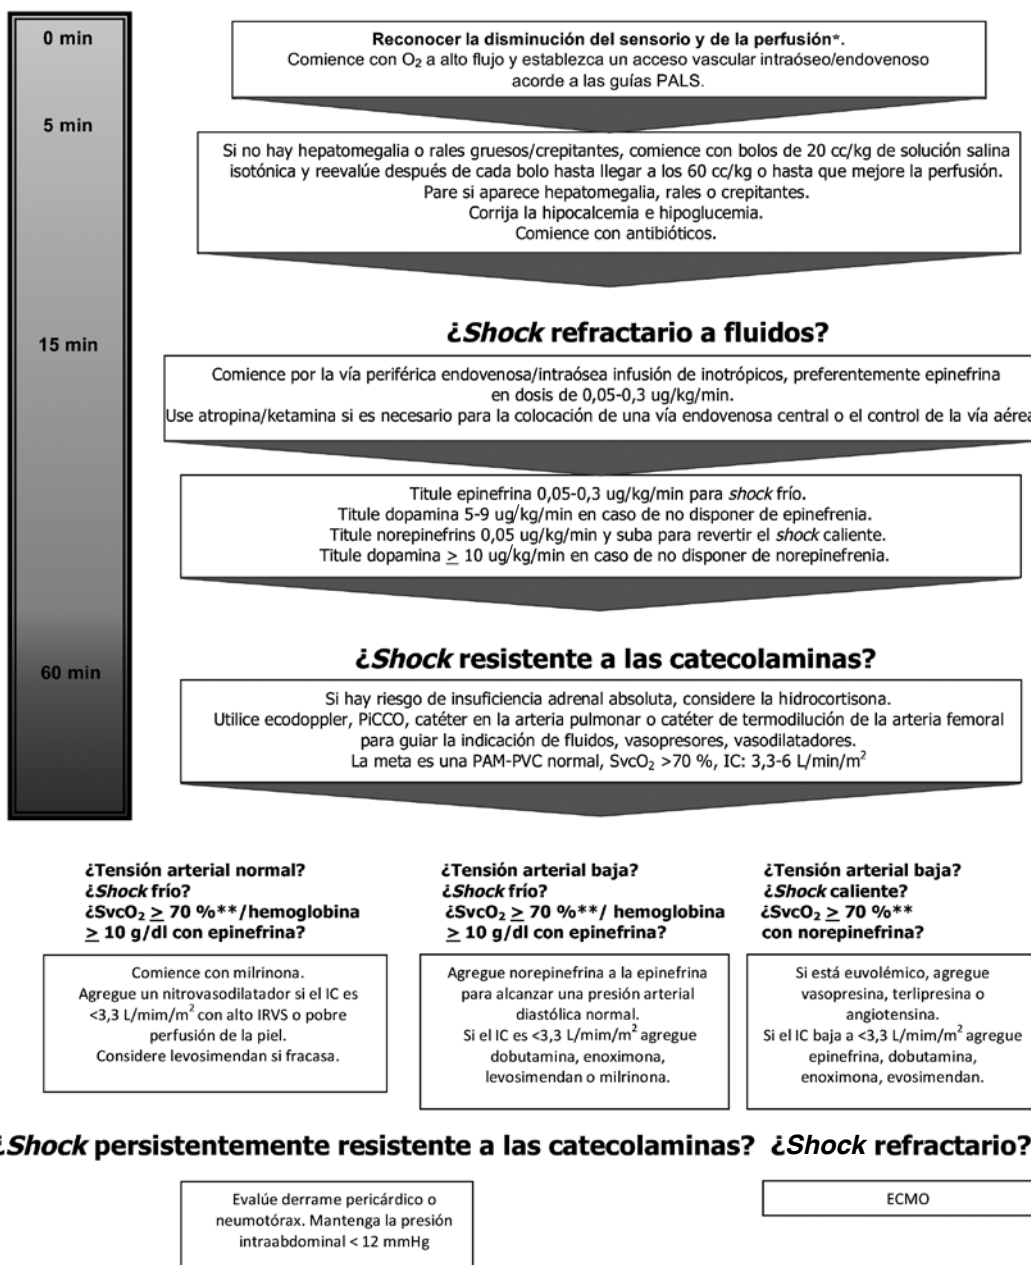 0 min
Reconocer la disminución del sensorio y de la perfusión*.
Comience con O₂ a alto flujo y establezca un acceso vascular intraóseo/endovenoso
acorde a las guías PALS.
5 min
Si no hay hepatomegalia o rales gruesos/crepitantes, comience con bolos de 20 cc/kg de solución salina
isotónica y reevalúe después de cada bolo hasta llegar a los 60 cc/kg o hasta que mejore la perfusión.
Pare si aparece hepatomegalia, rales o crepitantes.
Corrija la hipocalcemia e hipoglucemia.
Comience con antibióticos.
15 min
¿Shock refractario a fluidos?
Comience por la vía periférica endovenosa/intraósea infusión de inotrópicos, preferentemente epinefrina
en dosis de 0,05-0,3 ug/kg/min.
Use atropina/ketamina si es necesario para la colocación de una vía endovenosa central o el control de la vía aérea
Titule epinefrina 0,05-0,3 ug/kg/min para shock frío.
Titule dopamina 5-9 ug/kg/min en caso de no disponer de epinefrenia.
Titule norepinefrins 0,05 ug/kg/min y suba para revertir el shock caliente.
Titule dopamina ≥ 10 ug/kg/min en caso de no disponer de norepinefrenia.
60 min
¿Shock resistente a las catecolaminas?
Si hay riesgo de insuficiencia adrenal absoluta, considere la hidrocortisona.
Utilice ecodoppler, PiCCO, catéter en la arteria pulmonar o catéter de termodilución de la arteria femoral
para guiar la indicación de fluidos, vasopresores, vasodilatadores.
La meta es una PAM-PVC normal, SvcO₂ >70 %, IC: 3,3-6 L/min/m²
¿Tensión arterial normal?
¿Shock frío?
¿SvcO₂ ≥ 70 %**/hemoglobina
≥ 10 g/dl con epinefrina?
Comience con milrinona.
Agregue un nitrovasodilatador si el IC es
<3,3 L/mim/m² con alto IRVS o pobre
perfusión de la piel.
Considere levosimendan si fracasa.
¿Tensión arterial baja?
¿Shock frío?
¿SvcO₂ ≥ 70 %**/ hemoglobina
≥ 10 g/dl con epinefrina?
Agregue norepinefrina a la epinefrina
para alcanzar una presión arterial
diastólica normal.
Si el IC es <3,3 L/mim/m² agregue
dobutamina, enoximona,
levosimendan o milrinona.
¿Tensión arterial baja?
¿Shock caliente?
¿SvcO₂ ≥ 70 %**
con norepinefrina?
Si está euvolémico, agregue
vasopresina, terlipresina o
angiotensina.
Si el IC baja a <3,3 L/mim/m² agregue
epinefrina, dobutamina,
enoximona, evosimendan.
¿Shock persistentemente resistente a las catecolaminas?
Evalúe derrame pericárdico o
neumotórax. Mantenga la presión
intraabdominal < 12 mmHg
¿Shock refractario?
ECMO